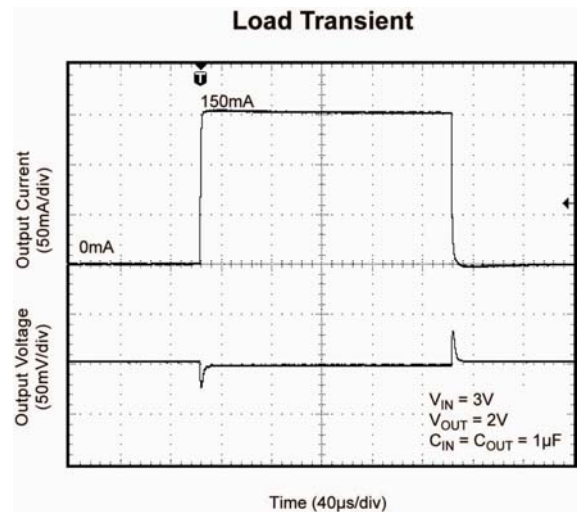 Load Transient
T
150mA
0mA
Output Current
(50mA/div)
Output Voltage
(50mV/div)
VIN = 3V
VOUT = 2V
CIN = COUT = 1µF
Time (40µs/div)